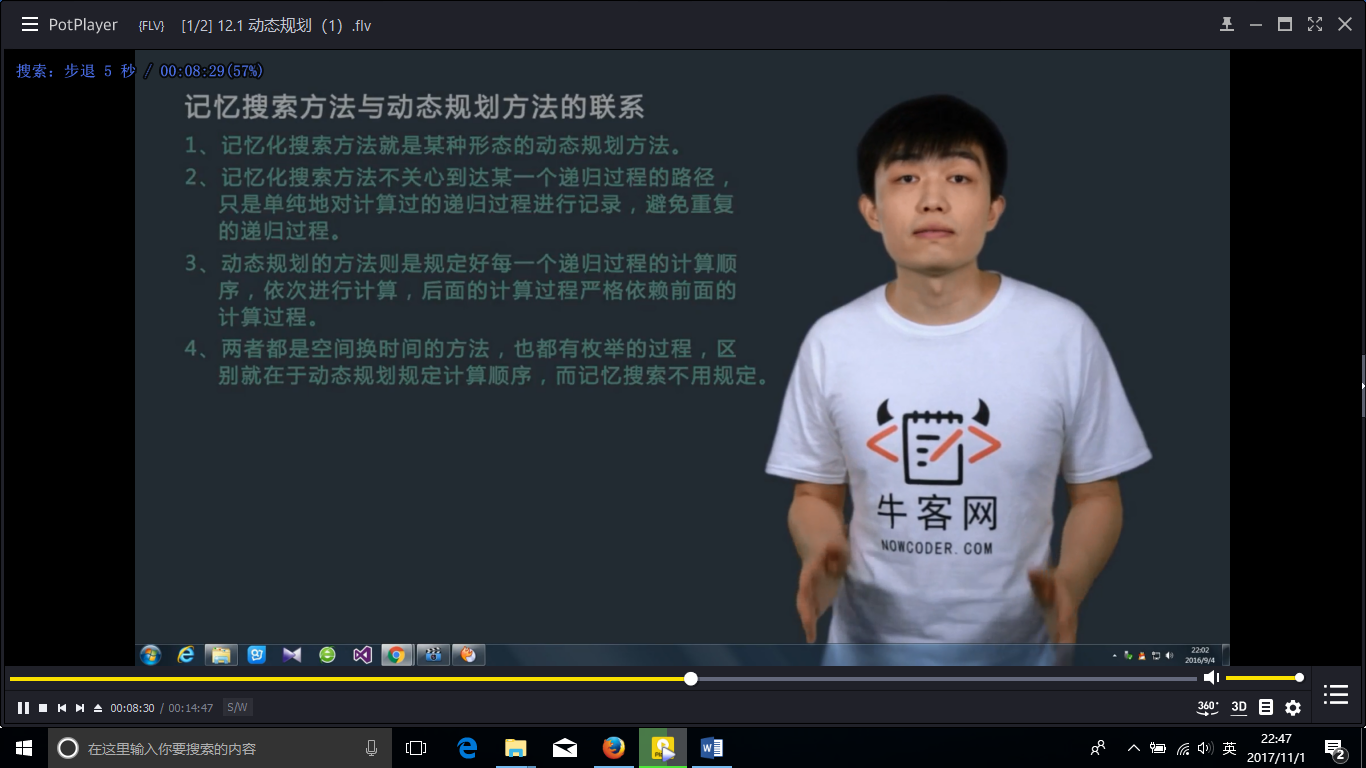 PotPlayer {FLV} [1/2] 12.1 动态规划（1）.flv
搜索：步退 5 秒 / 00:08:29(57%)
记忆搜索方法与动态规划方法的联系
1、记忆化搜索方法就是某种形态的动态规划方法。
2、记忆化搜索方法不关心到达某一个递归过程的路径，
只是单纯地对计算过的递归过程进行记录，避免重复
的递归过程。
3、动态规划的方法则是规定好每一个递归过程的计算顺
序，依次进行计算，后面的计算过程严格依赖前面的
计算过程。
4、两者都是空间换时间的方法，也都有枚举的过程，区
别就在于动态规划规定计算顺序，而记忆搜索不用规定。
牛客网
NOWCODER.COM
22:02
2016/9/4
00:08:30 / 00:14:47 S/W
360° 3D
在这里输入你要搜索的内容
英
22:47
2017/11/1
2